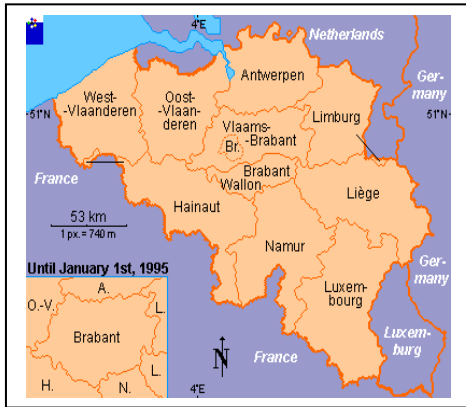 4°E
Netherlands
Antwerpen
Ger-
many
West-
-Vlaanderen
Oost-
-Vlaan-
deren
51°N
51°N
Vlaams-
-Brabant
Br.
Limburg
France
Brabant
Wallon
Liège
Hainaut
53 km
1 px.= 740 m
Namur
Ger-
many
Until January 1st, 1995
Luxem-
bourg
A.
O.-V.
L.
Brabant
Luxem-
burg
L.
H.
N.
N
France
4°E